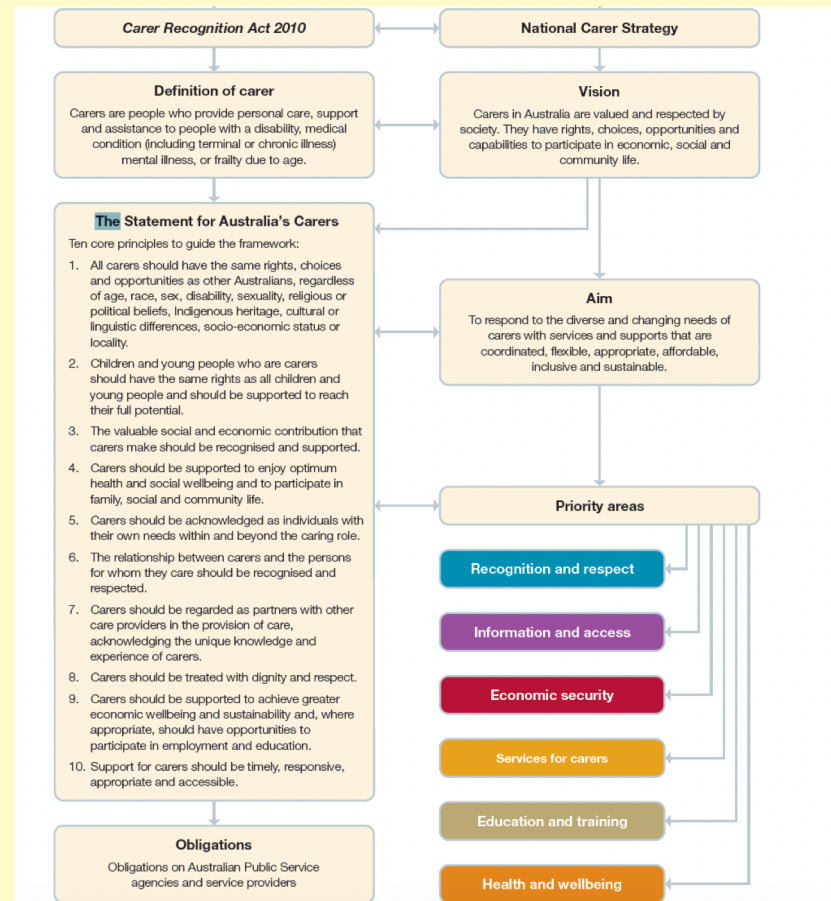 Carer Recognition Act 2010
National Carer Strategy
Definition of carer
Carers are people who provide personal care, support
and assistance to people with a disability, medical
condition (including terminal or chronic illness)
mental illness, or frailty due to age.
Vision
Carers in Australia are valued and respected by
society. They have rights, choices, opportunities and
capabilities to participate in economic, social and
community life.
The Statement for Australia's Carers
Ten core principles to guide the framework:
1. All carers should have the same rights, choices
and opportunities as other Australians, regardless
of age, race, sex, disability, sexuality, religious or
political beliefs, Indigenous heritage, cultural or
linguistic differences, socio-economic status or
locality.
2. Children and young people who are carers
should have the same rights as all children and
young people and should be supported to reach
their full potential.
3. The valuable social and economic contribution that
carers make should be recognised and supported.
4. Carers should be supported to enjoy optimum
health and social wellbeing and to participate in
family, social and community life.
5. Carers should be acknowledged as individuals with
their own needs within and beyond the caring role.
6. The relationship between carers and the persons
for whom they care should be recognised and
respected.
7. Carers should be regarded as partners with other
care providers in the provision of care,
acknowledging the unique knowledge and
experience of carers.
8. Carers should be treated with dignity and respect.
9. Carers should be supported to achieve greater
economic wellbeing and sustainability and, where
appropriate, should have opportunities to
participate in employment and education.
10. Support for carers should be timely, responsive,
appropriate and accessible.
Obligations
Obligations on Australian Public Service
agencies and service providers
Aim
To respond to the diverse and changing needs of
carers with services and supports that are
coordinated, flexible, appropriate, affordable,
inclusive and sustainable.
Priority areas
Recognition and respect
Information and access
Economic security
Services for carers
Education and training
Health and wellbeing